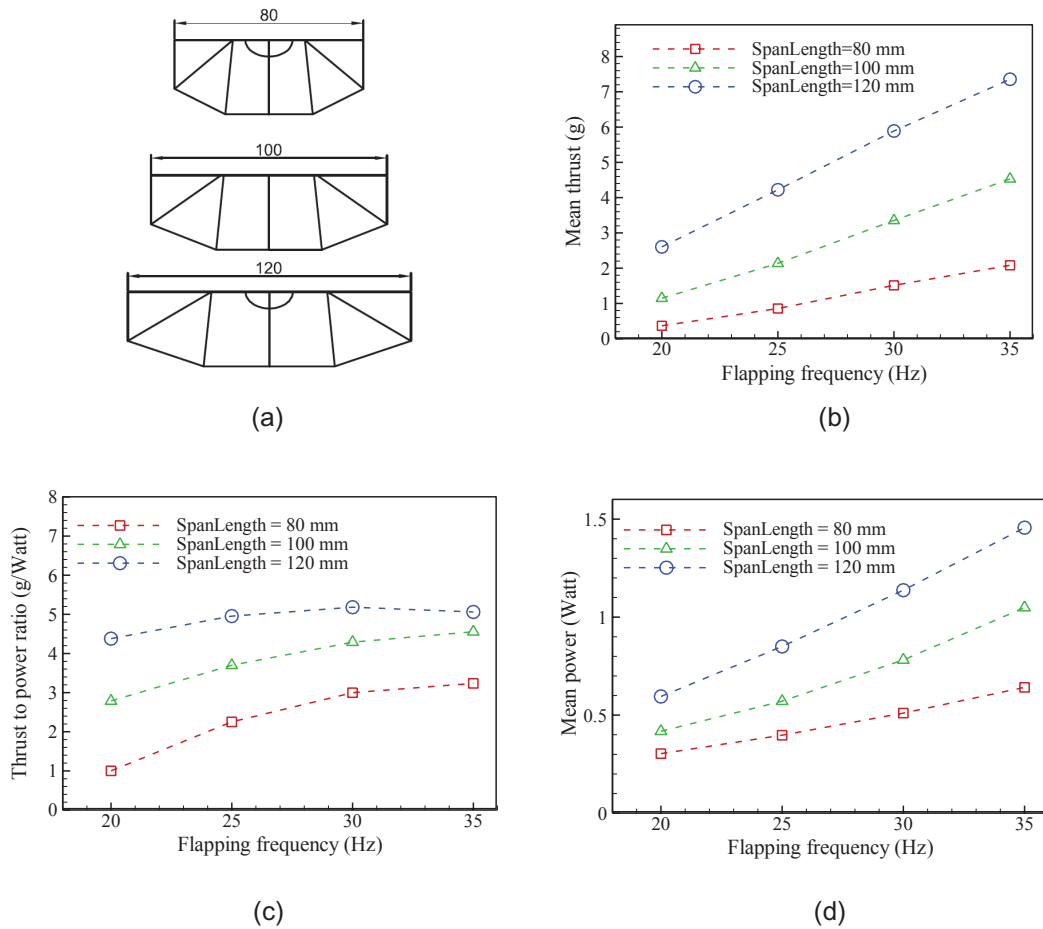 80
100
120
(a)
SpanLength=80 mm
SpanLength=100 mm
SpanLength=120 mm
Mean thrust (g)
8
7
6
5
4
3
2
1
0
20 25 30 35
Flapping frequency (Hz)
(b)
SpanLength = 80 mm
SpanLength = 100 mm
SpanLength = 120 mm
Thrust to power ratio (g/Watt)
8
7
6
5
4
3
2
1
0
20 25 30 35
Flapping frequency (Hz)
(c)
SpanLength = 80 mm
SpanLength = 100 mm
SpanLength = 120 mm
Mean power (Watt)
1.5
1
0.5
0
20 25 30 35
Flapping frequency (Hz)
(d)